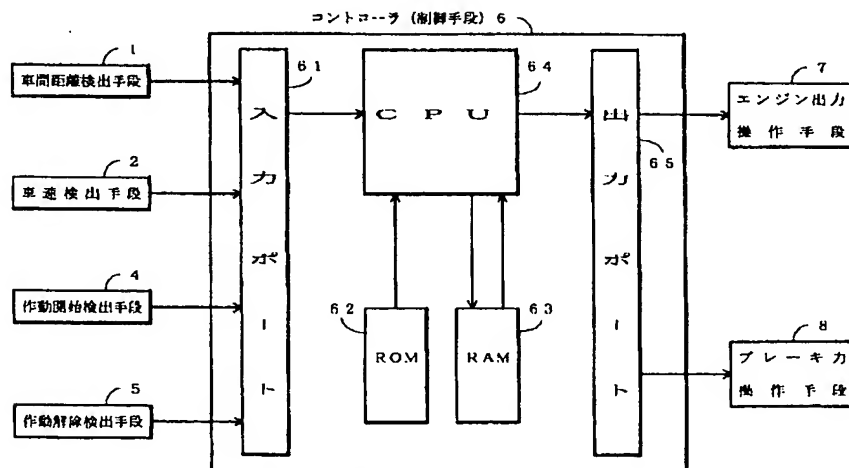 コントローラ(制御手段)6
1
車間距離検出手段
2
車速検出手段
4
作動開始検出手段
5
作動解除検出手段
61
入力ポート
64
CPU
62
ROM
63
RAM
65
出力ポート
7
エンジン出力
操作手段
8
ブレーキ力
操作手段